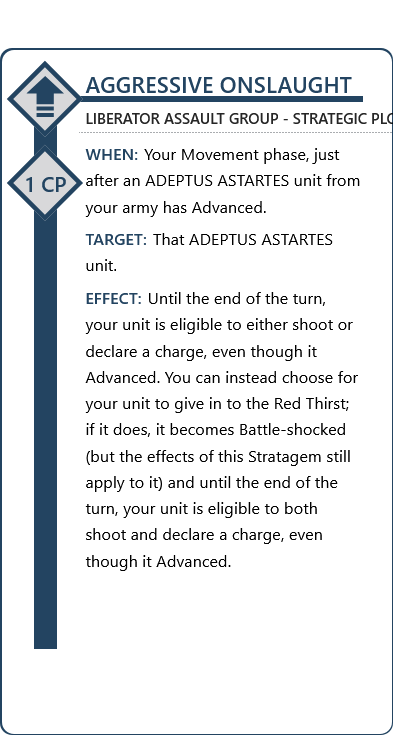 AGGRESSIVE ONSLAUGHT
LIBERATOR ASSAULT GROUP - STRATEGIC PLO
1 CP
WHEN: Your Movement phase, just
after an ADEPTUS ASTARTES unit from
your army has Advanced.
TARGET: That ADEPTUS ASTARTES
unit.
EFFECT: Until the end of the turn,
your unit is eligible to either shoot or
declare a charge, even though it
Advanced. You can instead choose for
your unit to give in to the Red Thirst;
if it does, it becomes Battle-shocked
(but the effects of this Stratagem still
apply to it) and until the end of the
turn, your unit is eligible to both
shoot and declare a charge, even
though it Advanced.